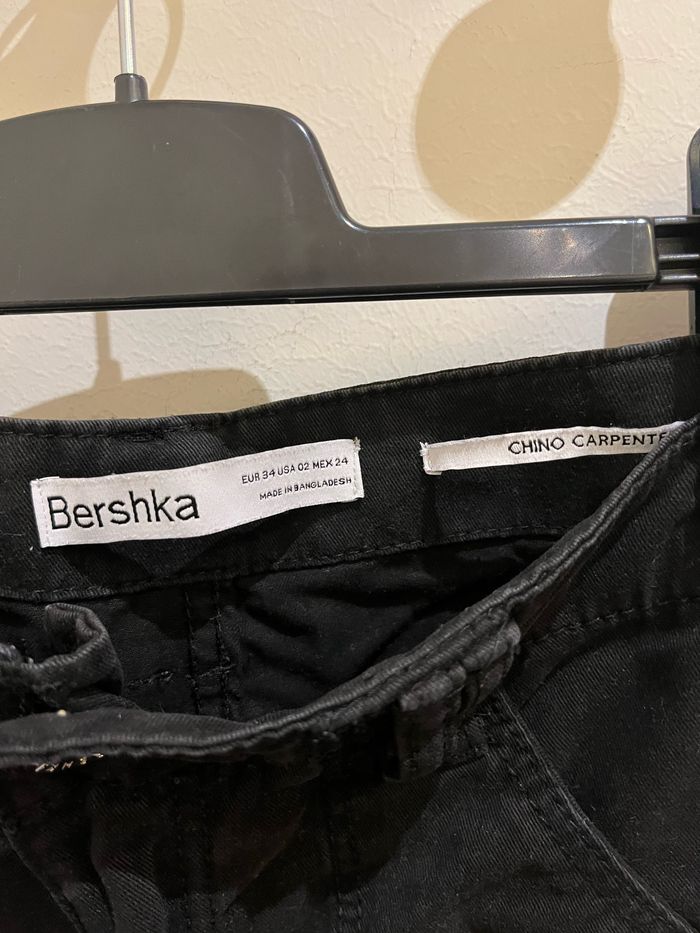 Bershka
EUR 34 USA 02 MEX 24
MADE IN BANGLADESH
CHINO CARPENTE